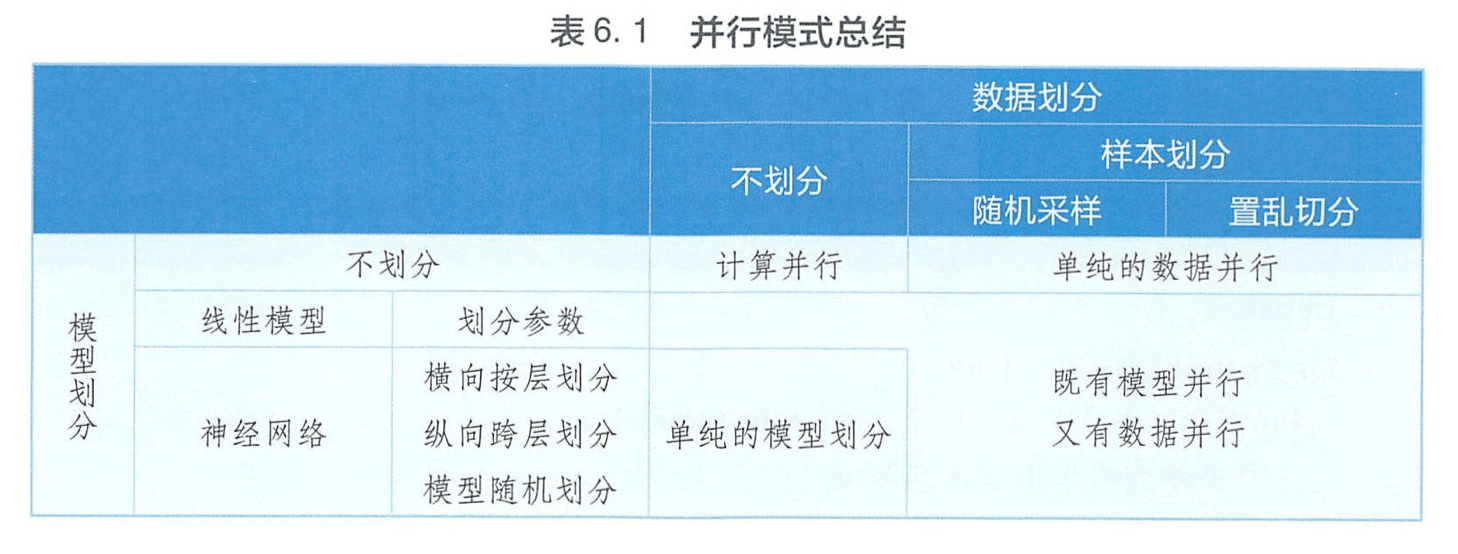 表6.1 并行模式总结
数据划分
不划分
样本划分
随机采样
置乱切分
模型划分
不划分
计算并行
单纯的数据并行
线性模型
划分参数
神经网络
横向按层划分
纵向跨层划分
模型随机划分
单纯的模型划分
既有模型并行
又有数据并行